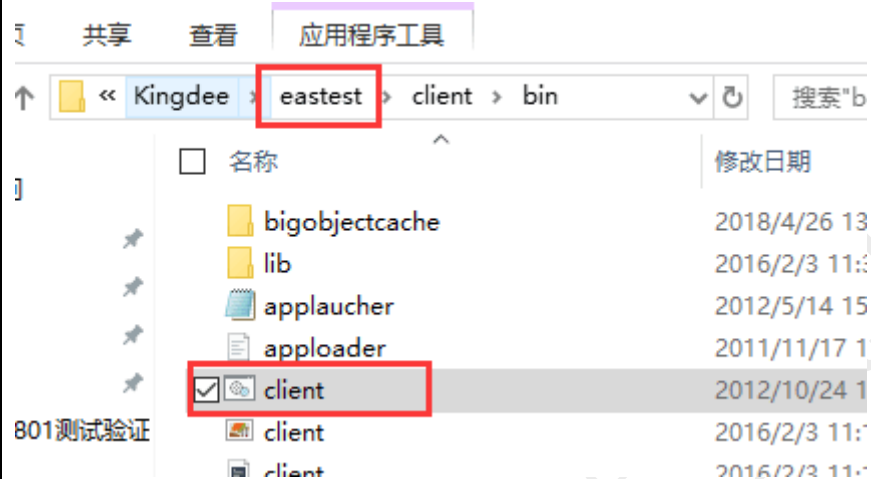 共享 查看 应用程序工具
« Kingdee › eastest › client › bin 搜索"b
名称 修改日期
bigobjectcache 2018/4/26 13
lib 2016/2/3 11:
applaucher 2012/5/14 15
apploader 2011/11/17 1
client 2012/10/24 1
801测试验证 client 2016/2/3 11:
client 2016/2/3 11: